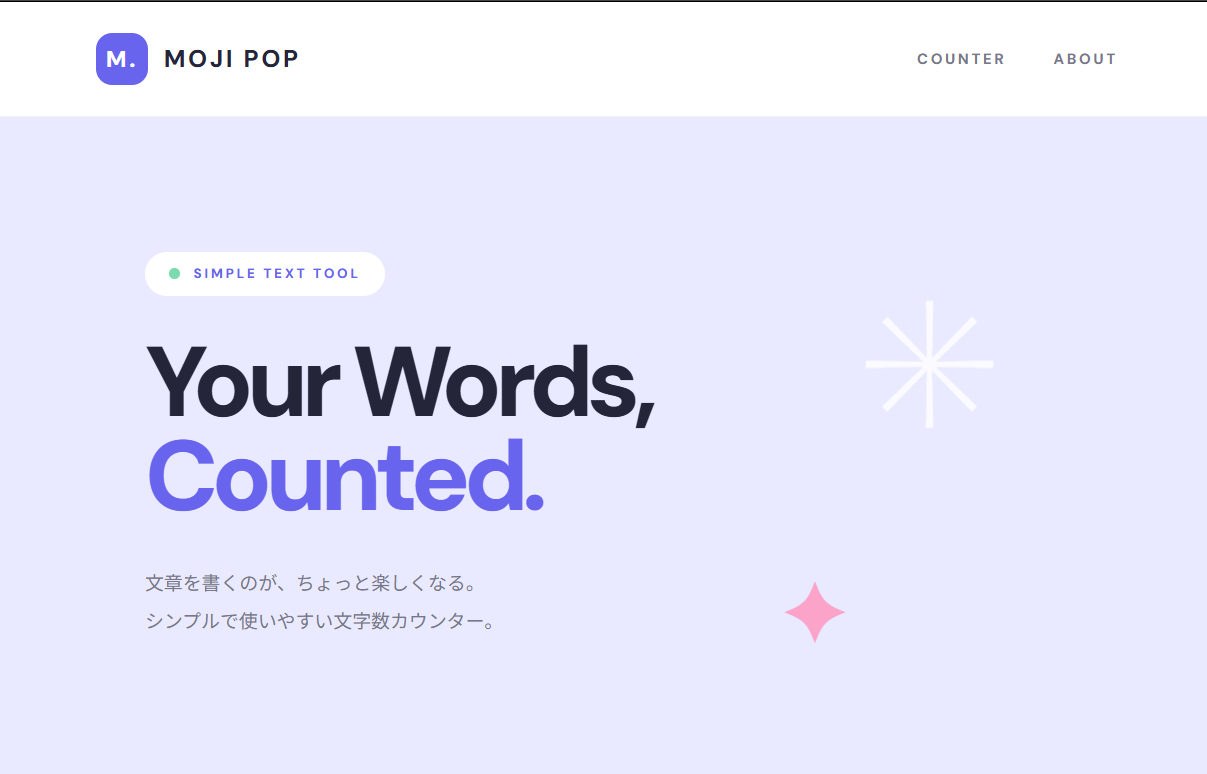 M. MOJI POP
COUNTER ABOUT
SIMPLE TEXT TOOL
Your Words,
Counted.
文章を書くのが、ちょっと楽しくなる。
シンプルで使いやすい文字数カウンター。